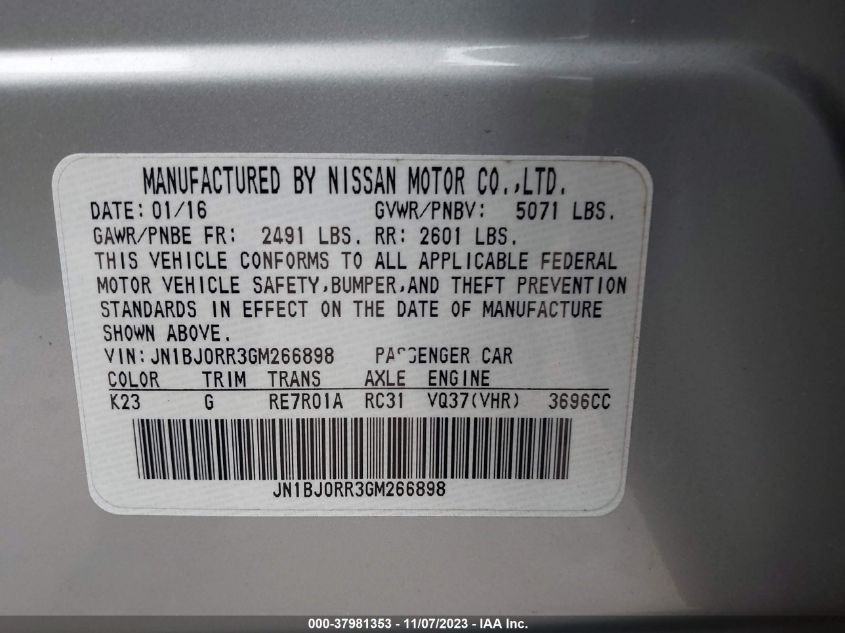 MANUFACTURED BY NISSAN MOTOR CO.,LTD.
DATE: 01/16 GVWR/PNBV: 5071 LBS.
GAWR/PNBE FR: 2491 LBS. RR: 2601 LBS.
THIS VEHICLE CONFORMS TO ALL APPLICABLE FEDERAL
MOTOR VEHICLE SAFETY,BUMPER,AND THEFT PREVENTION
STANDARDS IN EFFECT ON THE DATE OF MANUFACTURE
SHOWN ABOVE.
VIN: JN1BJ0RR3GM266898 PASSENGER CAR
COLOR TRIM TRANS AXLE ENGINE
K23 G RE7R01A RC31 VQ37(VHR) 3696CC
JN1BJ0RR3GM266898
000-37981353 - 11/07/2023 - IAA Inc.